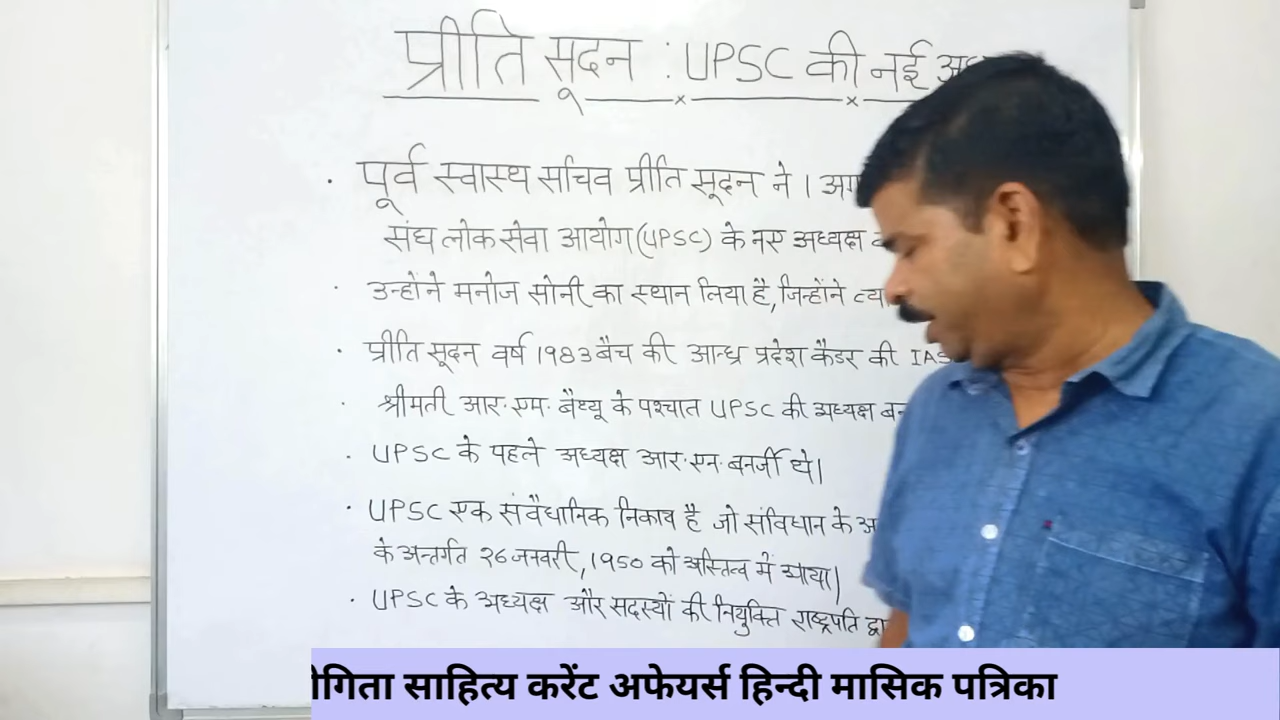 प्रीति सूदन : UPSC की नई
• पूर्व स्वास्थ सचिव प्रीति सूदन ने 1
संघ लोक सेवा आयोग (UPSC) के नए अध्यक्ष
• उन्होंने मनोज सोनी का स्थान लिया है, जिन्होंने
• प्रीति सूदन वर्ष 1983 बैच की आन्ध्र प्रदेश कैडर की IAS
• श्रीमती आर॰एम॰ बैथ्यू के पश्चात UPSC की अध्यक्ष
• UPSC के पहले अध्यक्ष आर॰एन॰ बनर्जी थे।
• UPSC एक संवैधानिक निकाय है जो संविधान के
के अन्तर्गत 26 जनवरी, 1950 को अस्तित्व में आया।
• UPSC के अध्यक्ष और सदस्यों की नियुक्ति राष्ट्रपति
साहित्य करेंट अफेयर्स हिन्दी मासिक पत्रिका